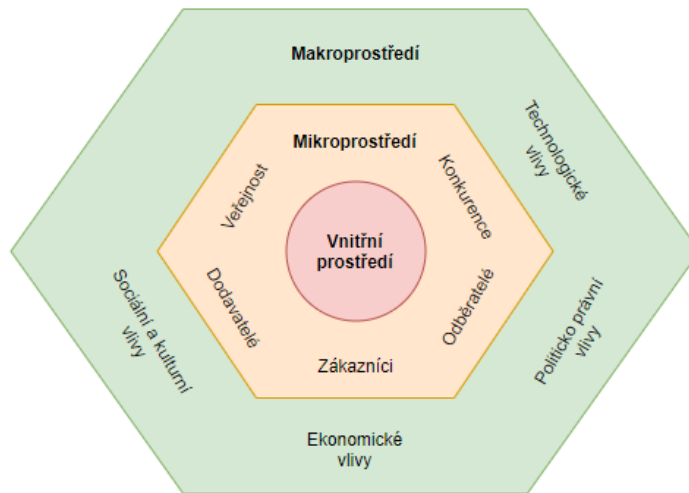 Makroprostředí
Technologické
vlivy
Mikroprostředí
Veřejnost
Konkurence
Vnitřní
prostředí
Sociální a kulturní
vlivy
Dodavatelé
Odběratelé
Politicko právní
vlivy
Zákazníci
Ekonomické
vlivy